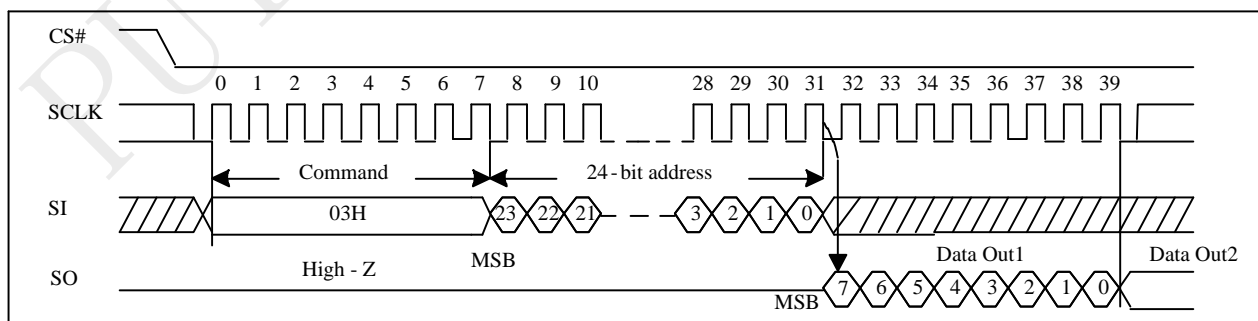 PU
CS#
0 1 2 3 4 5 6 7 8 9 10 28 29 30 31 32 33 34 35 36 37 38 39
SCLK
Command 24-bit address
SI 03H 23 22 21 3 2 1 0
High - Z MSB Data Out1 Data Out2
SO MSB 7 6 5 4 3 2 1 0